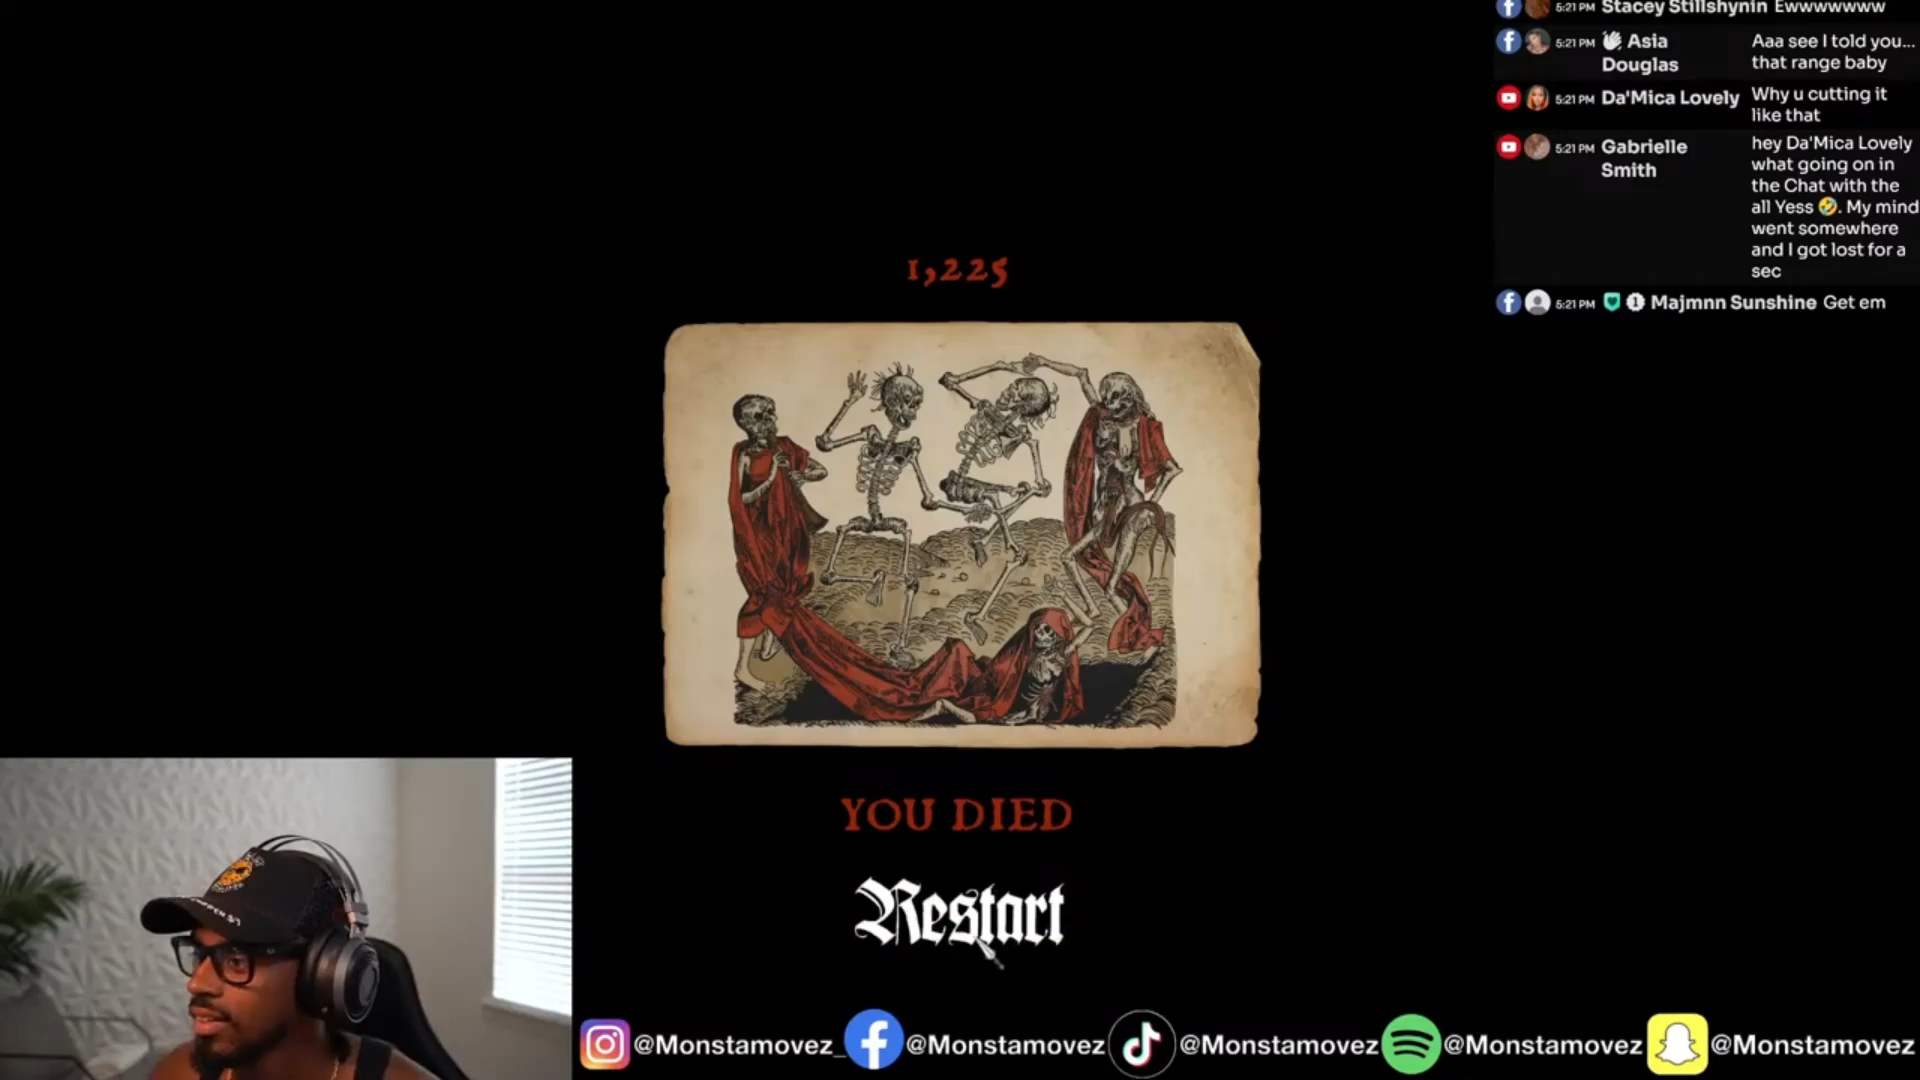 5:21 PM Stacey Stillshynin Ewwwwwww
5:21 PM 👋 Asia Douglas Aaa see I told you... that range baby
5:21 PM Da'Mica Lovely Why u cutting it like that
5:21 PM Gabrielle Smith hey Da'Mica Lovely what going on in the Chat with the all Yess 🤣. My mind went somewhere and I got lost for a sec
5:21 PM 1 Majmnn Sunshine Get em
1,225
YOU DIED
Restart
@Monstamovez_ @Monstamovez @Monstamovez @Monstamovez @Monstamovez